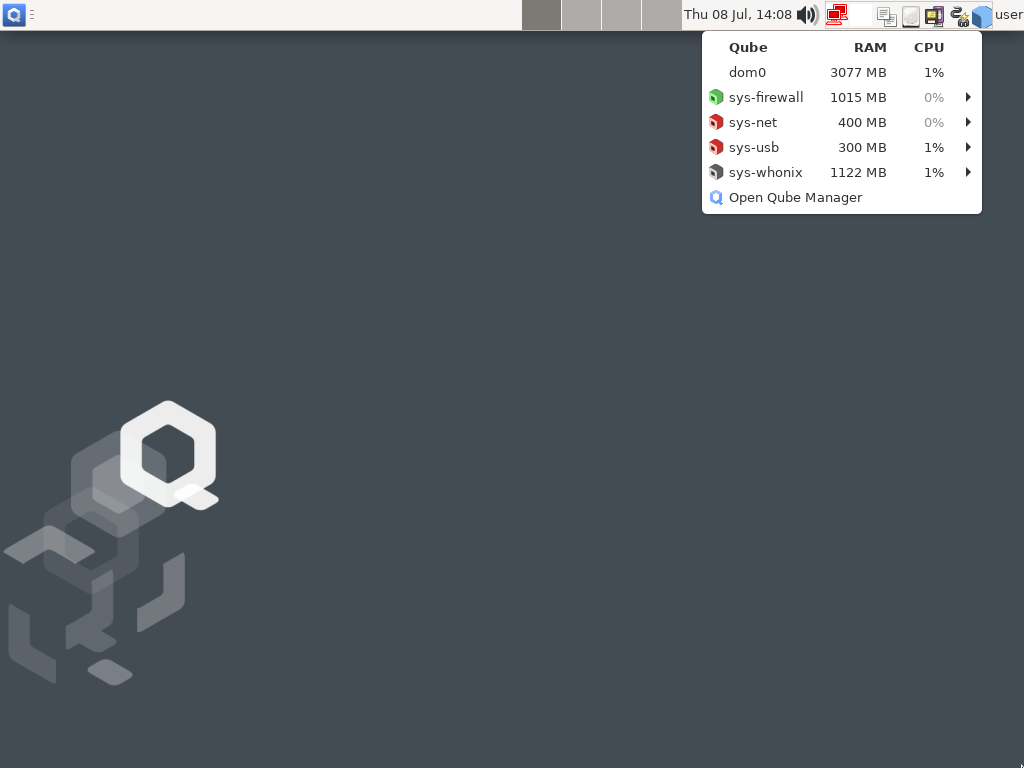 Thu 08 Jul, 14:08 user
Qube RAM CPU
dom0 3077 MB 1%
sys-firewall 1015 MB 0%
sys-net 400 MB 0%
sys-usb 300 MB 1%
sys-whonix 1122 MB 1%
Open Qube Manager